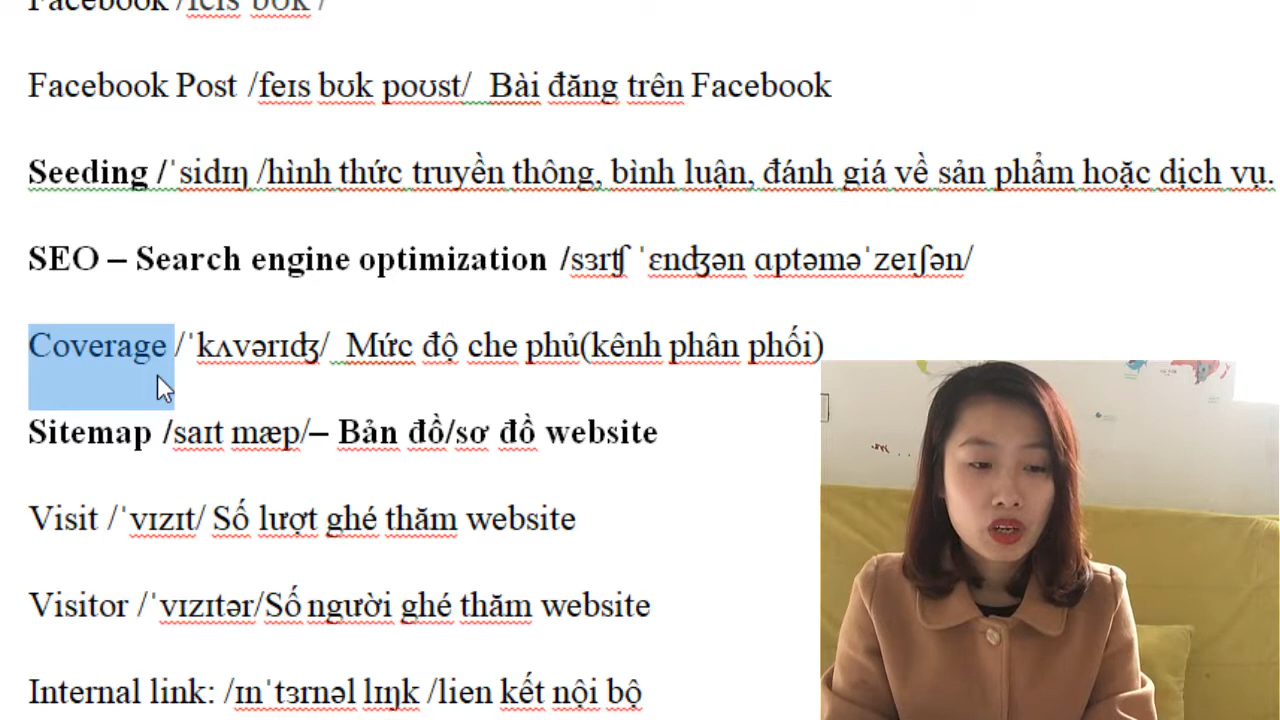 Facebook /feɪs bʊk /
Facebook Post /feɪs bʊk poʊst/ Bài đăng trên Facebook
Seeding /ˈsidɪŋ /hình thức truyền thông, bình luận, đánh giá về sản phẩm hoặc dịch vụ.
SEO – Search engine optimization /sɜrʧ ˈɛnʤən ɑptəməˈzeɪʃən/
Coverage /ˈkʌvərɪʤ/ Mức độ che phủ(kênh phân phối)
Sitemap /saɪt mæp/– Bản đồ/sơ đồ website
Visit /ˈvɪzɪt/ Số lượt ghé thăm website
Visitor /ˈvɪzɪtər/Số người ghé thăm website
Internal link: /ɪnˈtɜrnəl lɪŋk /lien kết nội bộ